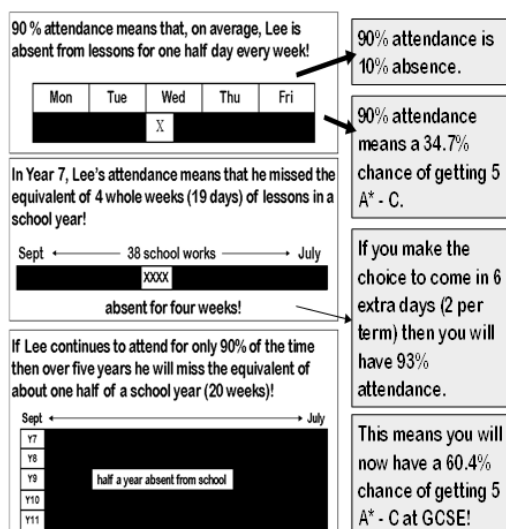 90 % attendance means that, on average, Lee is
absent from lessons for one half day every week!
Mon Tue Wed Thu Fri
X
In Year 7, Lee's attendance means that he missed the
equivalent of 4 whole weeks (19 days) of lessons in a
school year!
Sept 38 school works July
XXXX
absent for four weeks!
If Lee continues to attend for only 90% of the time
then over five years he will miss the equivalent of
about one half of a school year (20 weeks)!
Sept July
Y7
Y8
Y9 half a year absent from school
Y10
Y11
90% attendance is
10% absence.
90% attendance
means a 34.7%
chance of getting 5
A* - C.
If you make the
choice to come in 6
extra days (2 per
term) then you will
have 93%
attendance.
This means you will
now have a 60.4%
chance of getting 5
A* - C at GCSE!